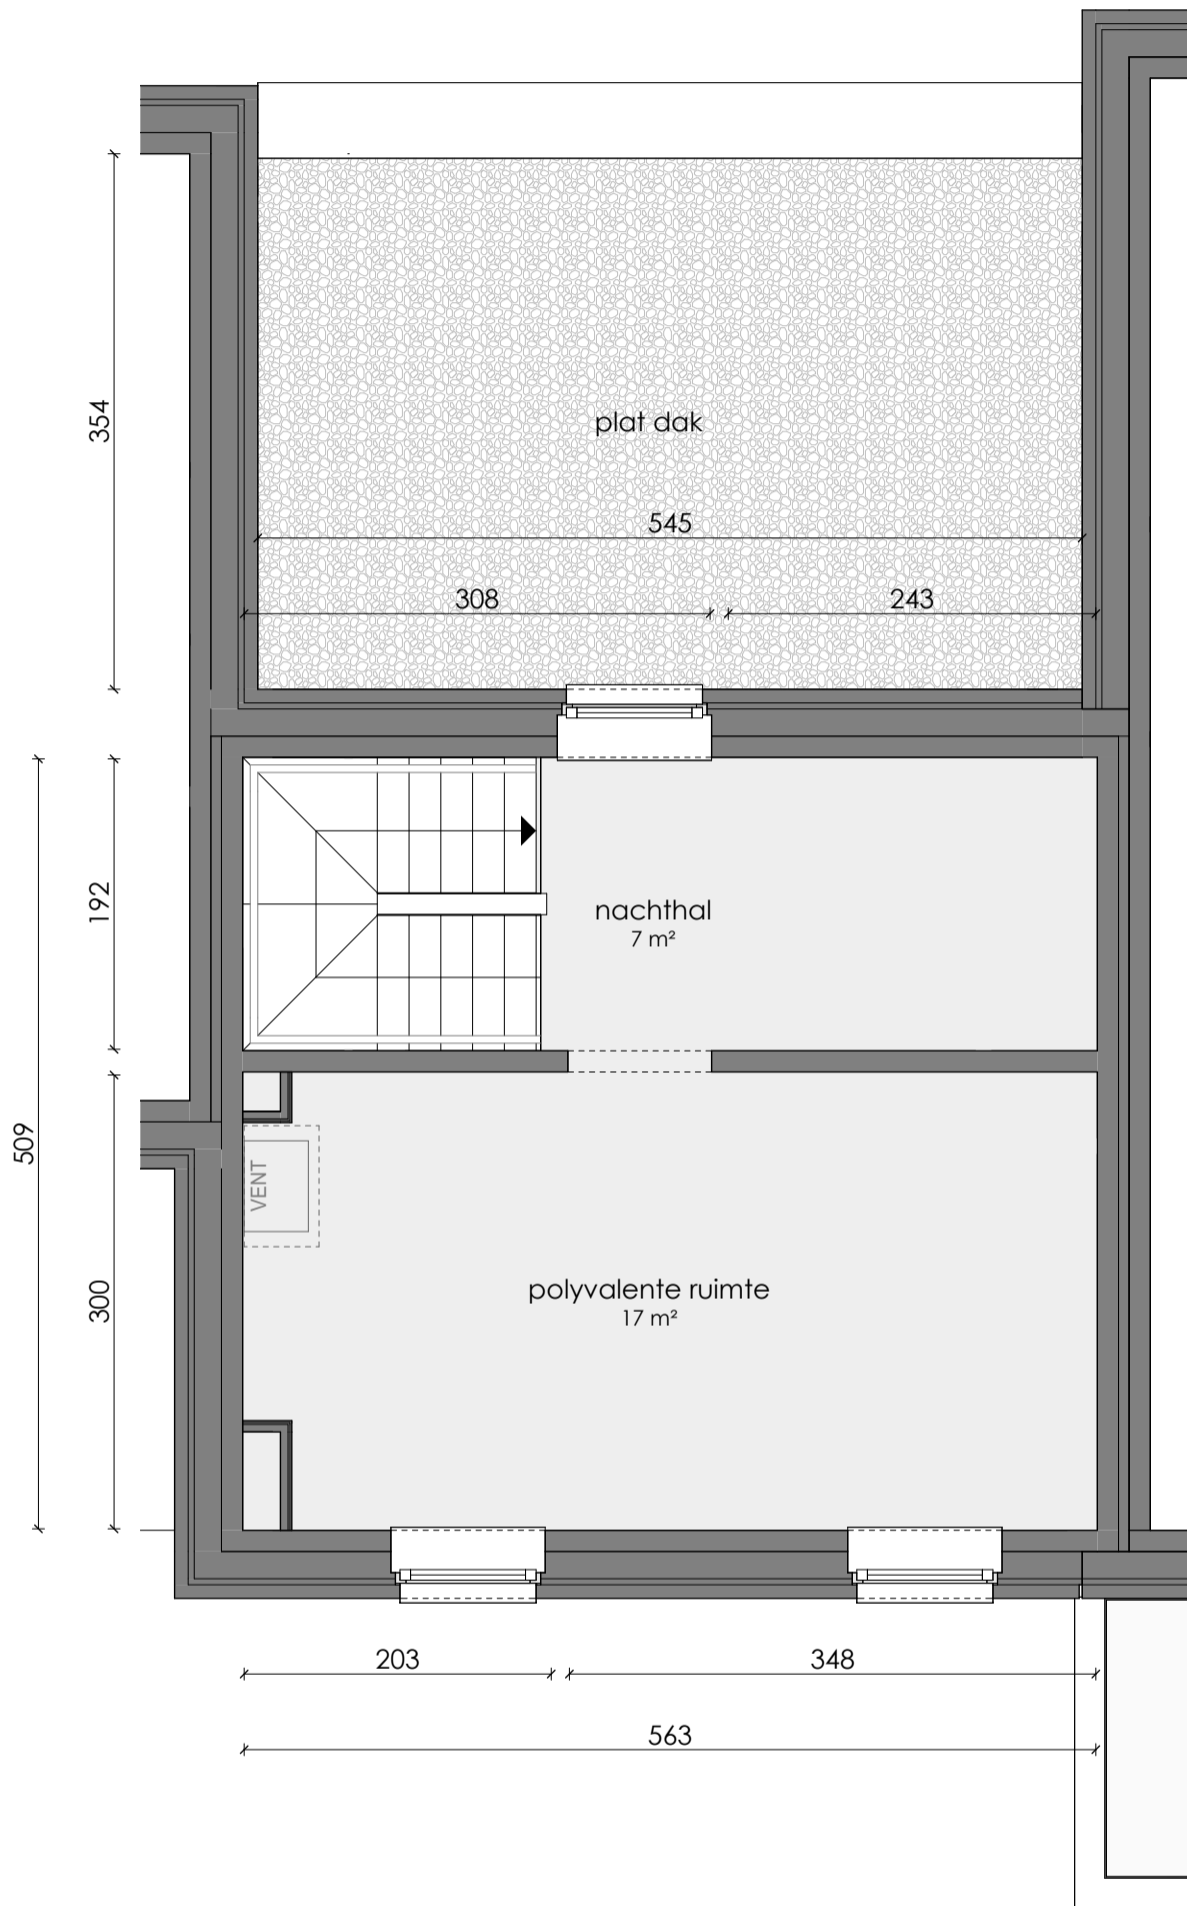 354
plat dak
545
308
243
192
nachthal
7 m²
509
VENT
300
polyvalente ruimte
17 m²
203
348
563